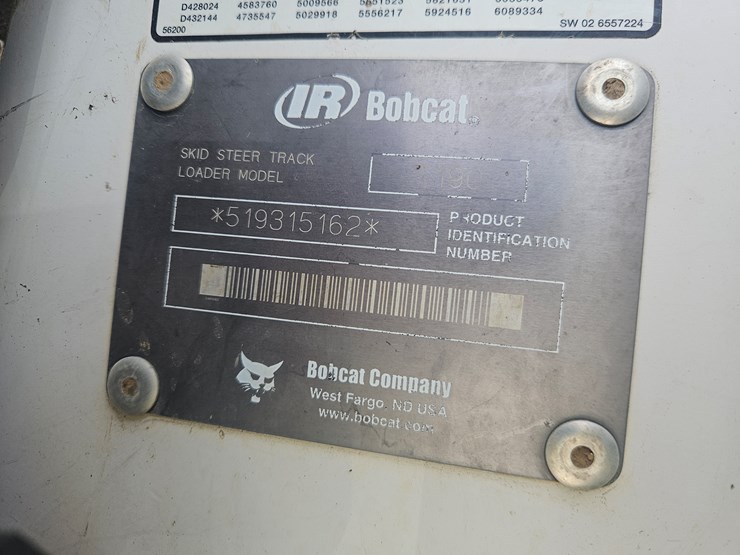 D428024 4583760 5009568
D432144 4735547 5029918 5556217 5924516 6089334
56200
SW 02 6557224
IR Bobcat
SKID STEER TRACK
LOADER MODEL
*519315162*
PRODUCT
IDENTIFICATION
NUMBER
Bobcat Company
West Fargo, ND USA
www.bobcat.com